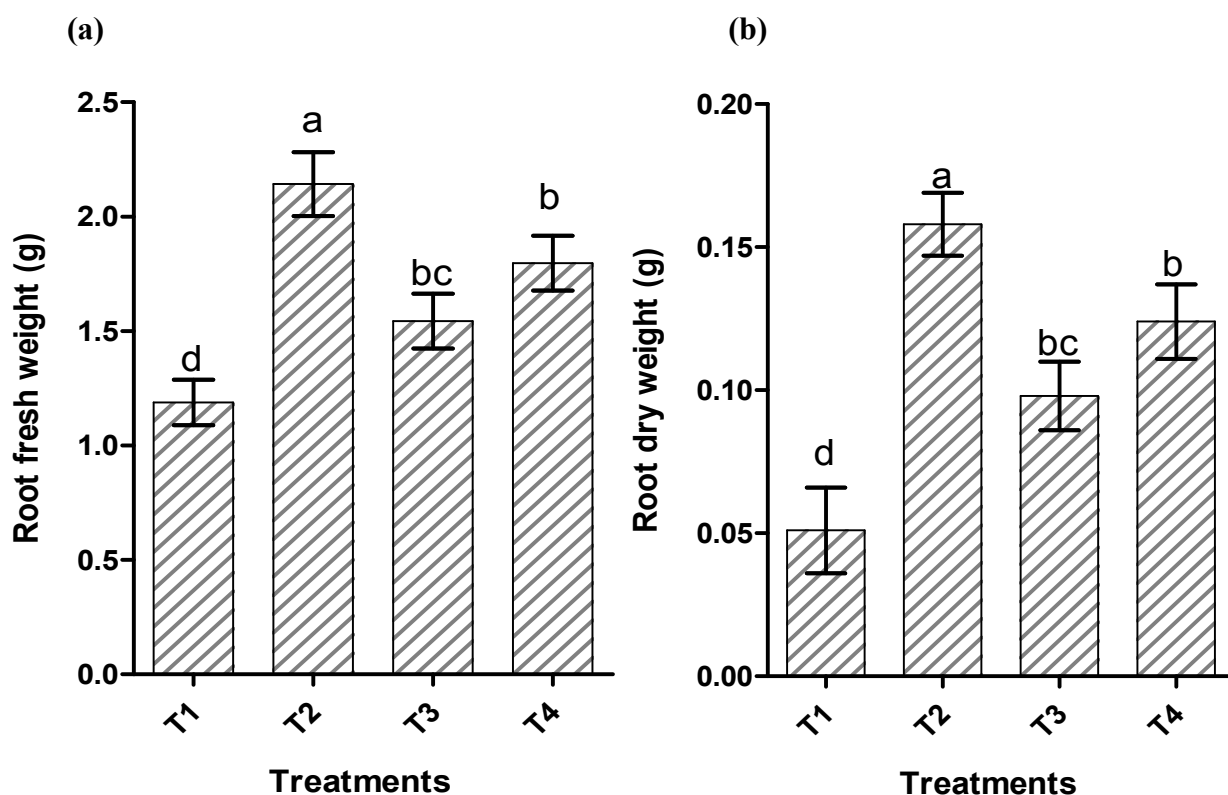 (a)
Root fresh weight (g)
2.5
2.0
1.5
1.0
0.5
0.0
d
a
bc
b
T1
T2
T3
T4
Treatments
(b)
Root dry weight (g)
0.20
0.15
0.10
0.05
0.00
d
a
bc
b
T1
T2
T3
T4
Treatments